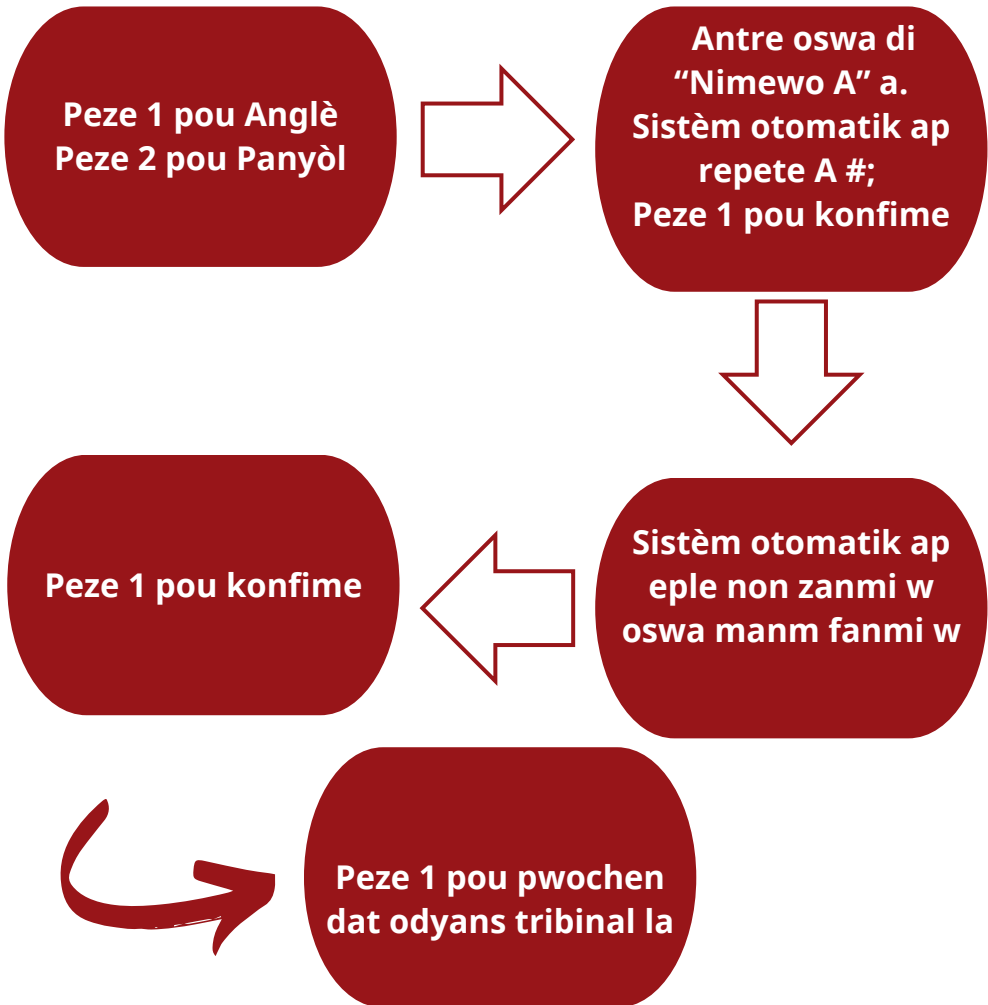 Peze 1 pou Anglè
Peze 2 pou Panyòl
Antre oswa di
“Nimewo A” a.
Sistèm otomatik ap
repete A #;
Peze 1 pou konfime
Sistèm otomatik ap
eple non zanmi w
oswa manm fanmi w
Peze 1 pou konfime
Peze 1 pou pwochen
dat odyans tribinal la